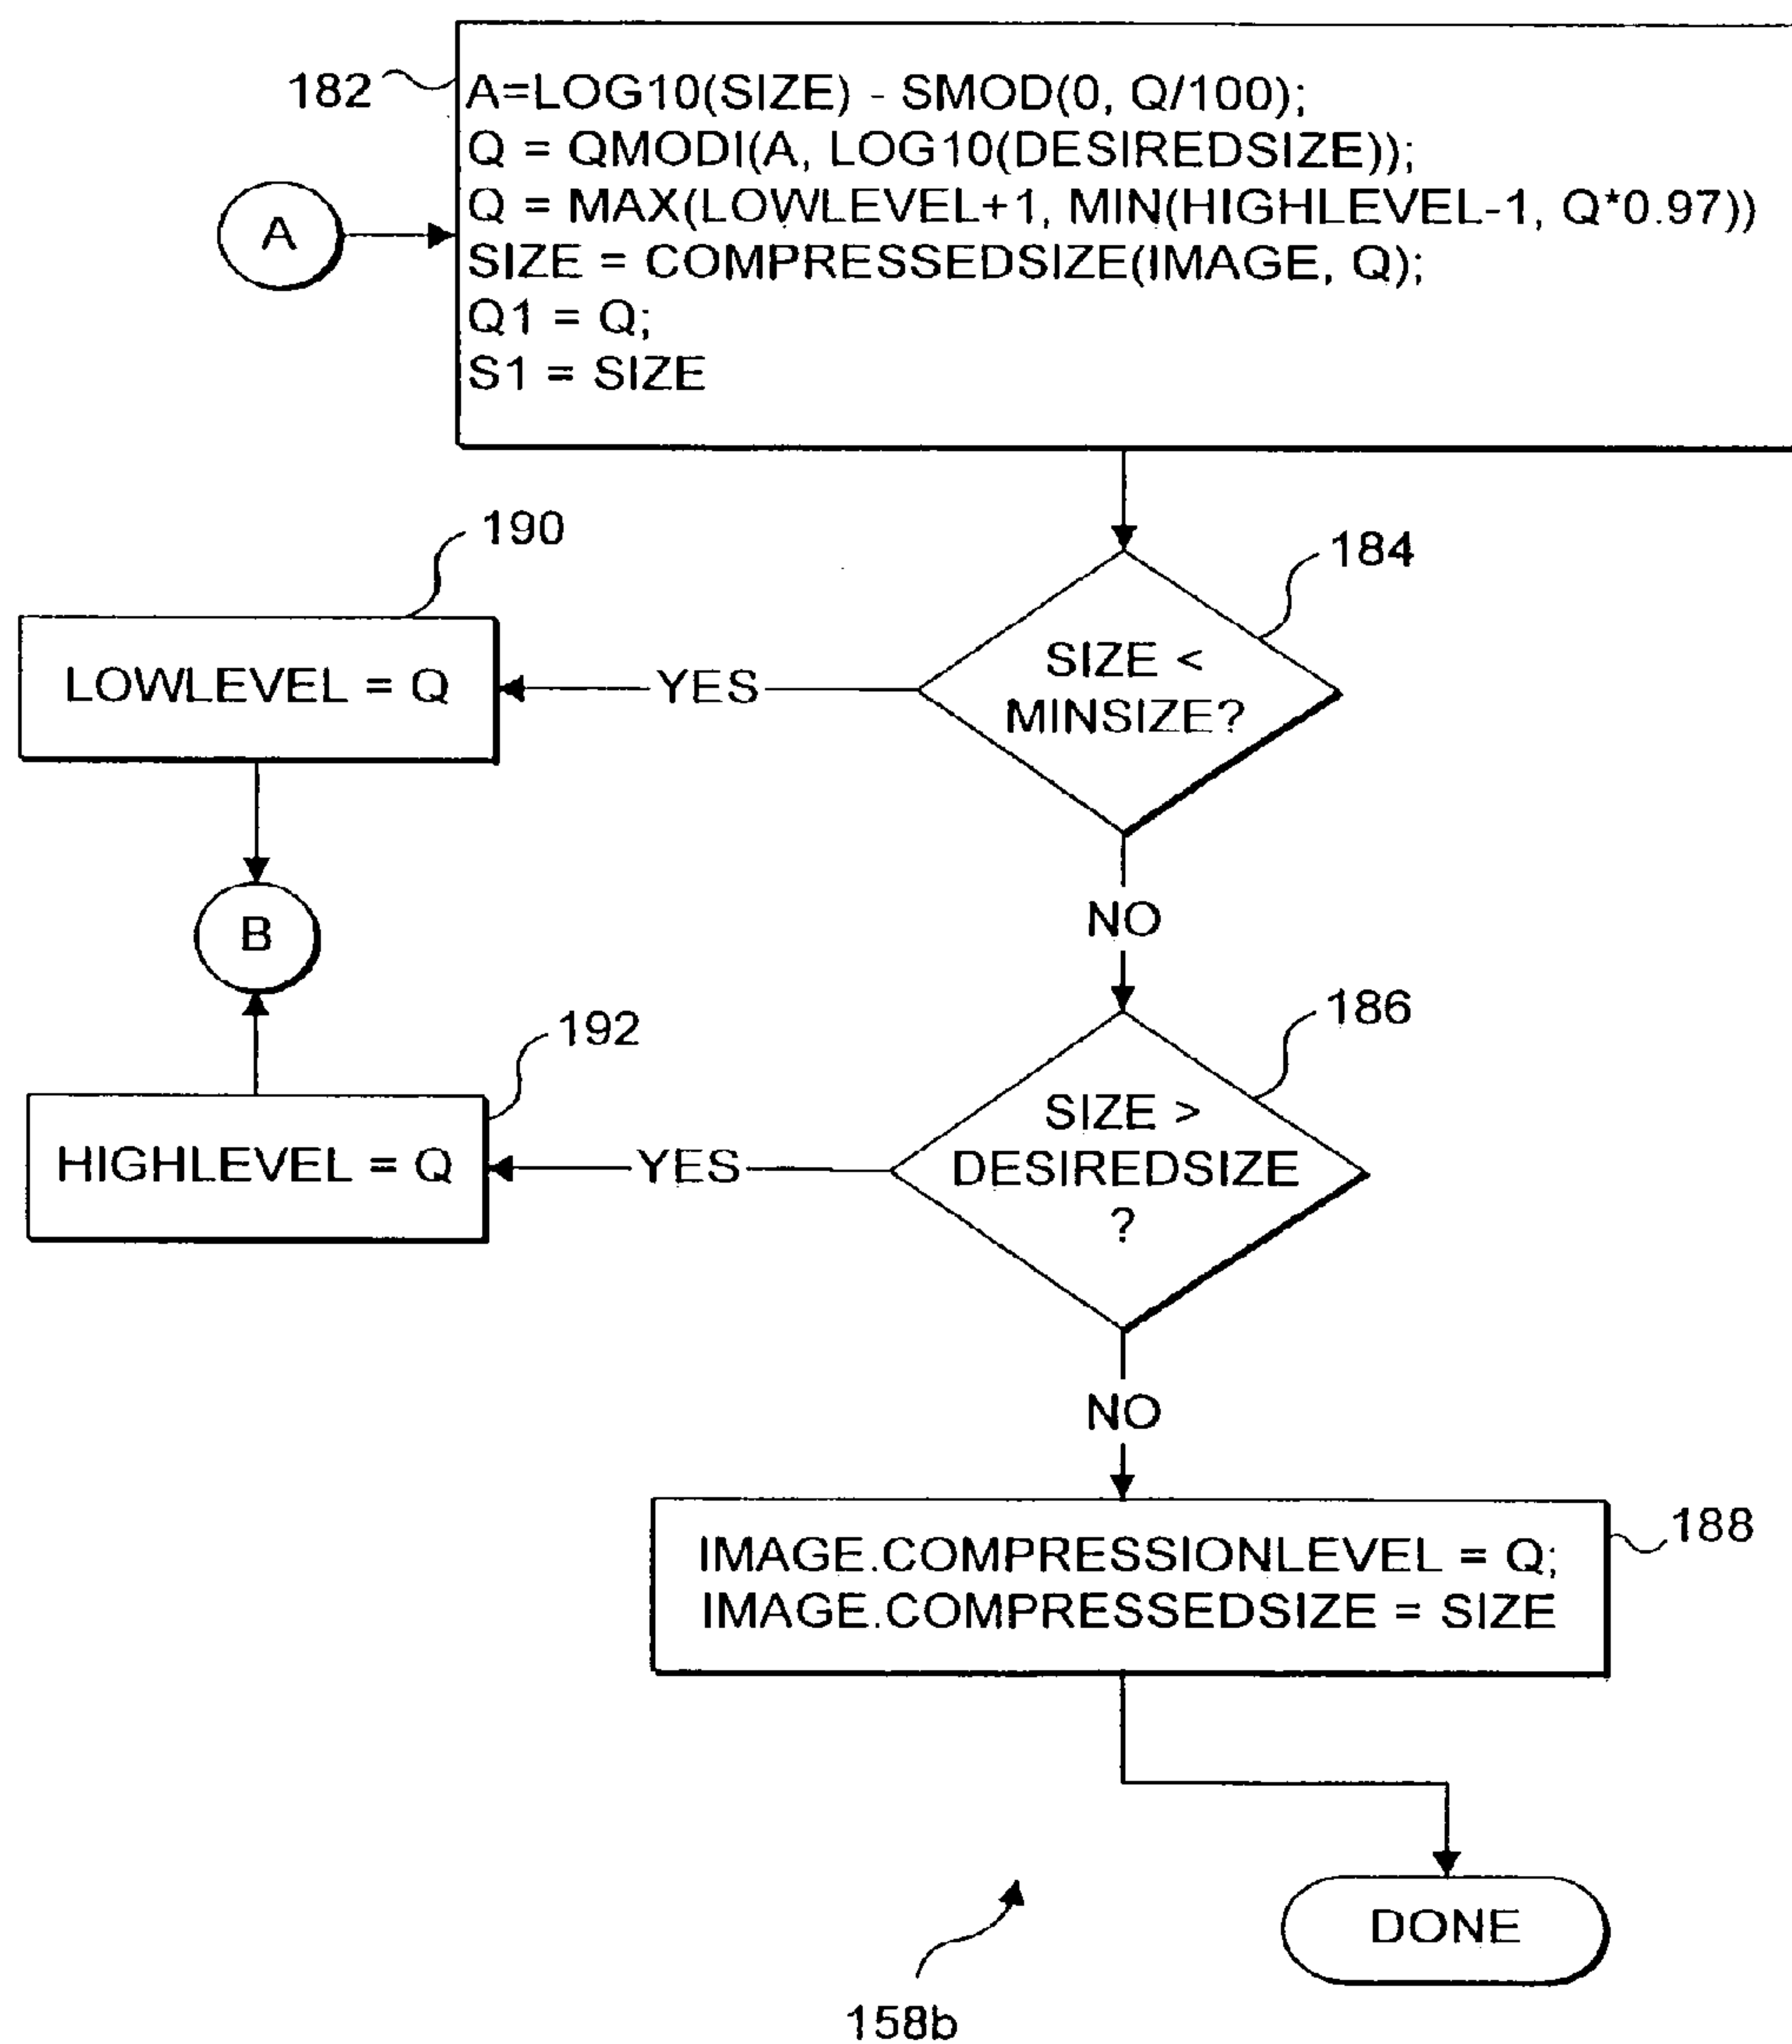 182
A=LOG10(SIZE) - SMOD(0, Q/100);
Q = QMODI(A, LOG10(DESIREDSIZE));
Q = MAX(LOWLEVEL+1, MIN(HIGHLEVEL-1, Q*0.97))
SIZE = COMPRESSEDSIZE(IMAGE, Q);
Q1 = Q;
S1 = SIZE
A
190
184
LOWLEVEL = Q
YES
SIZE <
MINSIZE?
B
NO
192
186
HIGHLEVEL = Q
YES
SIZE >
DESIREDSIZE
?
NO
188
IMAGE.COMPRESSIONLEVEL = Q;
IMAGE.COMPRESSEDSIZE = SIZE
DONE
158b